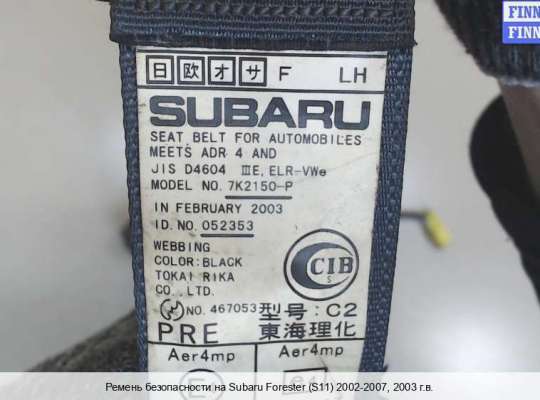 FINN
FINN
日 欧 オ サ F LH
SUBARU
SEAT BELT FOR AUTOMOBILES
MEETS ADR 4 AND
JIS D4604 ⅢE, ELR-VWe
MODEL NO. 7K2150-P
IN FEBRUARY 2003
I.D. NO. 052353
WEBBING
COLOR: BLACK
TOKAI RIKA
CO., LTD.
CCIB
S
NO. 467053 型号: C2
PRE 東海理化
Aer4mp Aer4mp
E e4
Ремень безопасности на Subaru Forester (S11) 2002-2007, 2003 г.в.